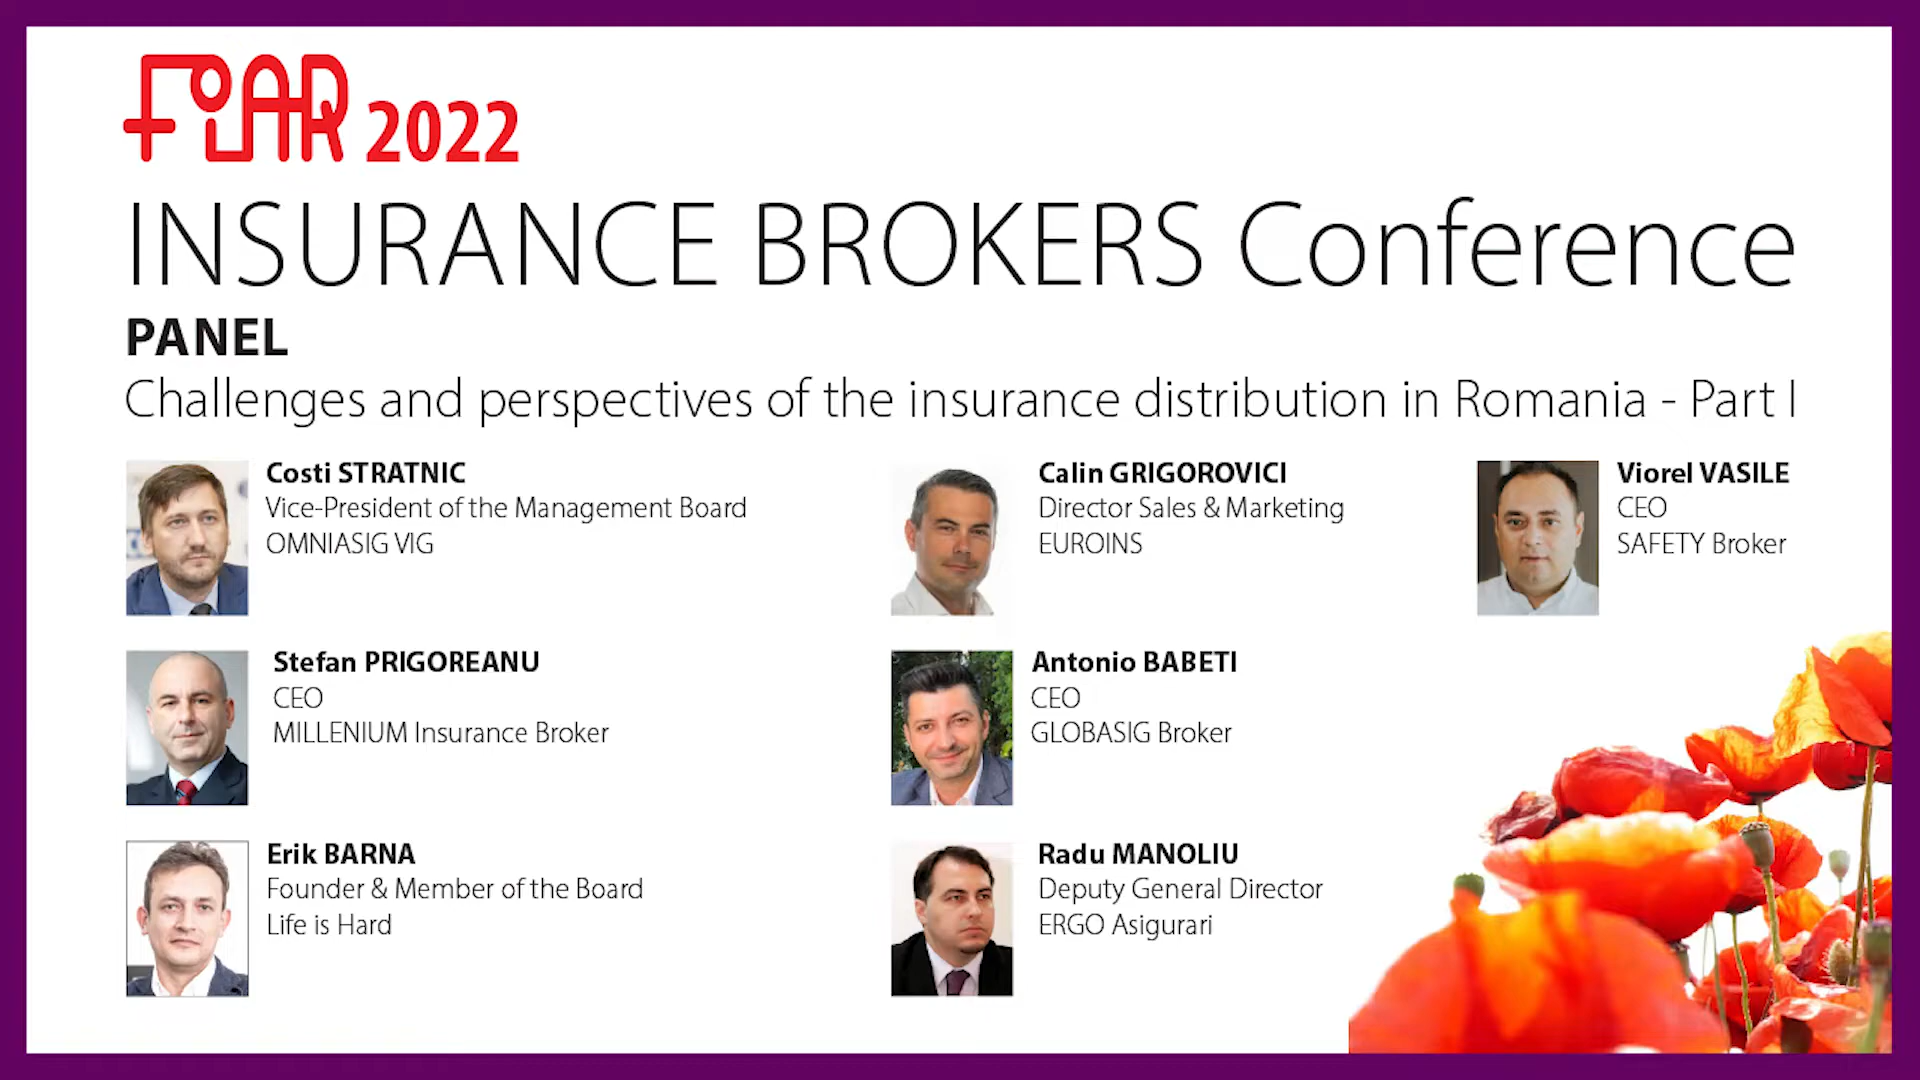 FIAR 2022
INSURANCE BROKERS Conference
PANEL
Challenges and perspectives of the insurance distribution in Romania - Part I
Costi STRATNIC
Vice-President of the Management Board
OMNIASIG VIG
Calin GRIGOROVICI
Director Sales & Marketing
EUROINS
Viorel VASILE
CEO
SAFETY Broker
Stefan PRIGOREANU
CEO
MILLENIUM Insurance Broker
Antonio BABETI
CEO
GLOBASIG Broker
Erik BARNA
Founder & Member of the Board
Life is Hard
Radu MANOLIU
Deputy General Director
ERGO Asigurari